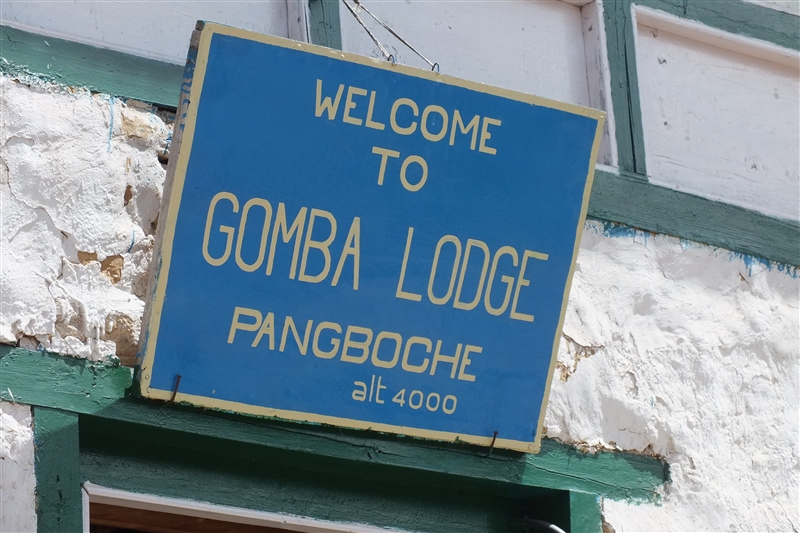 WELCOME
TO
GOMBA LODGE
PANGBOCHE
alt 4000